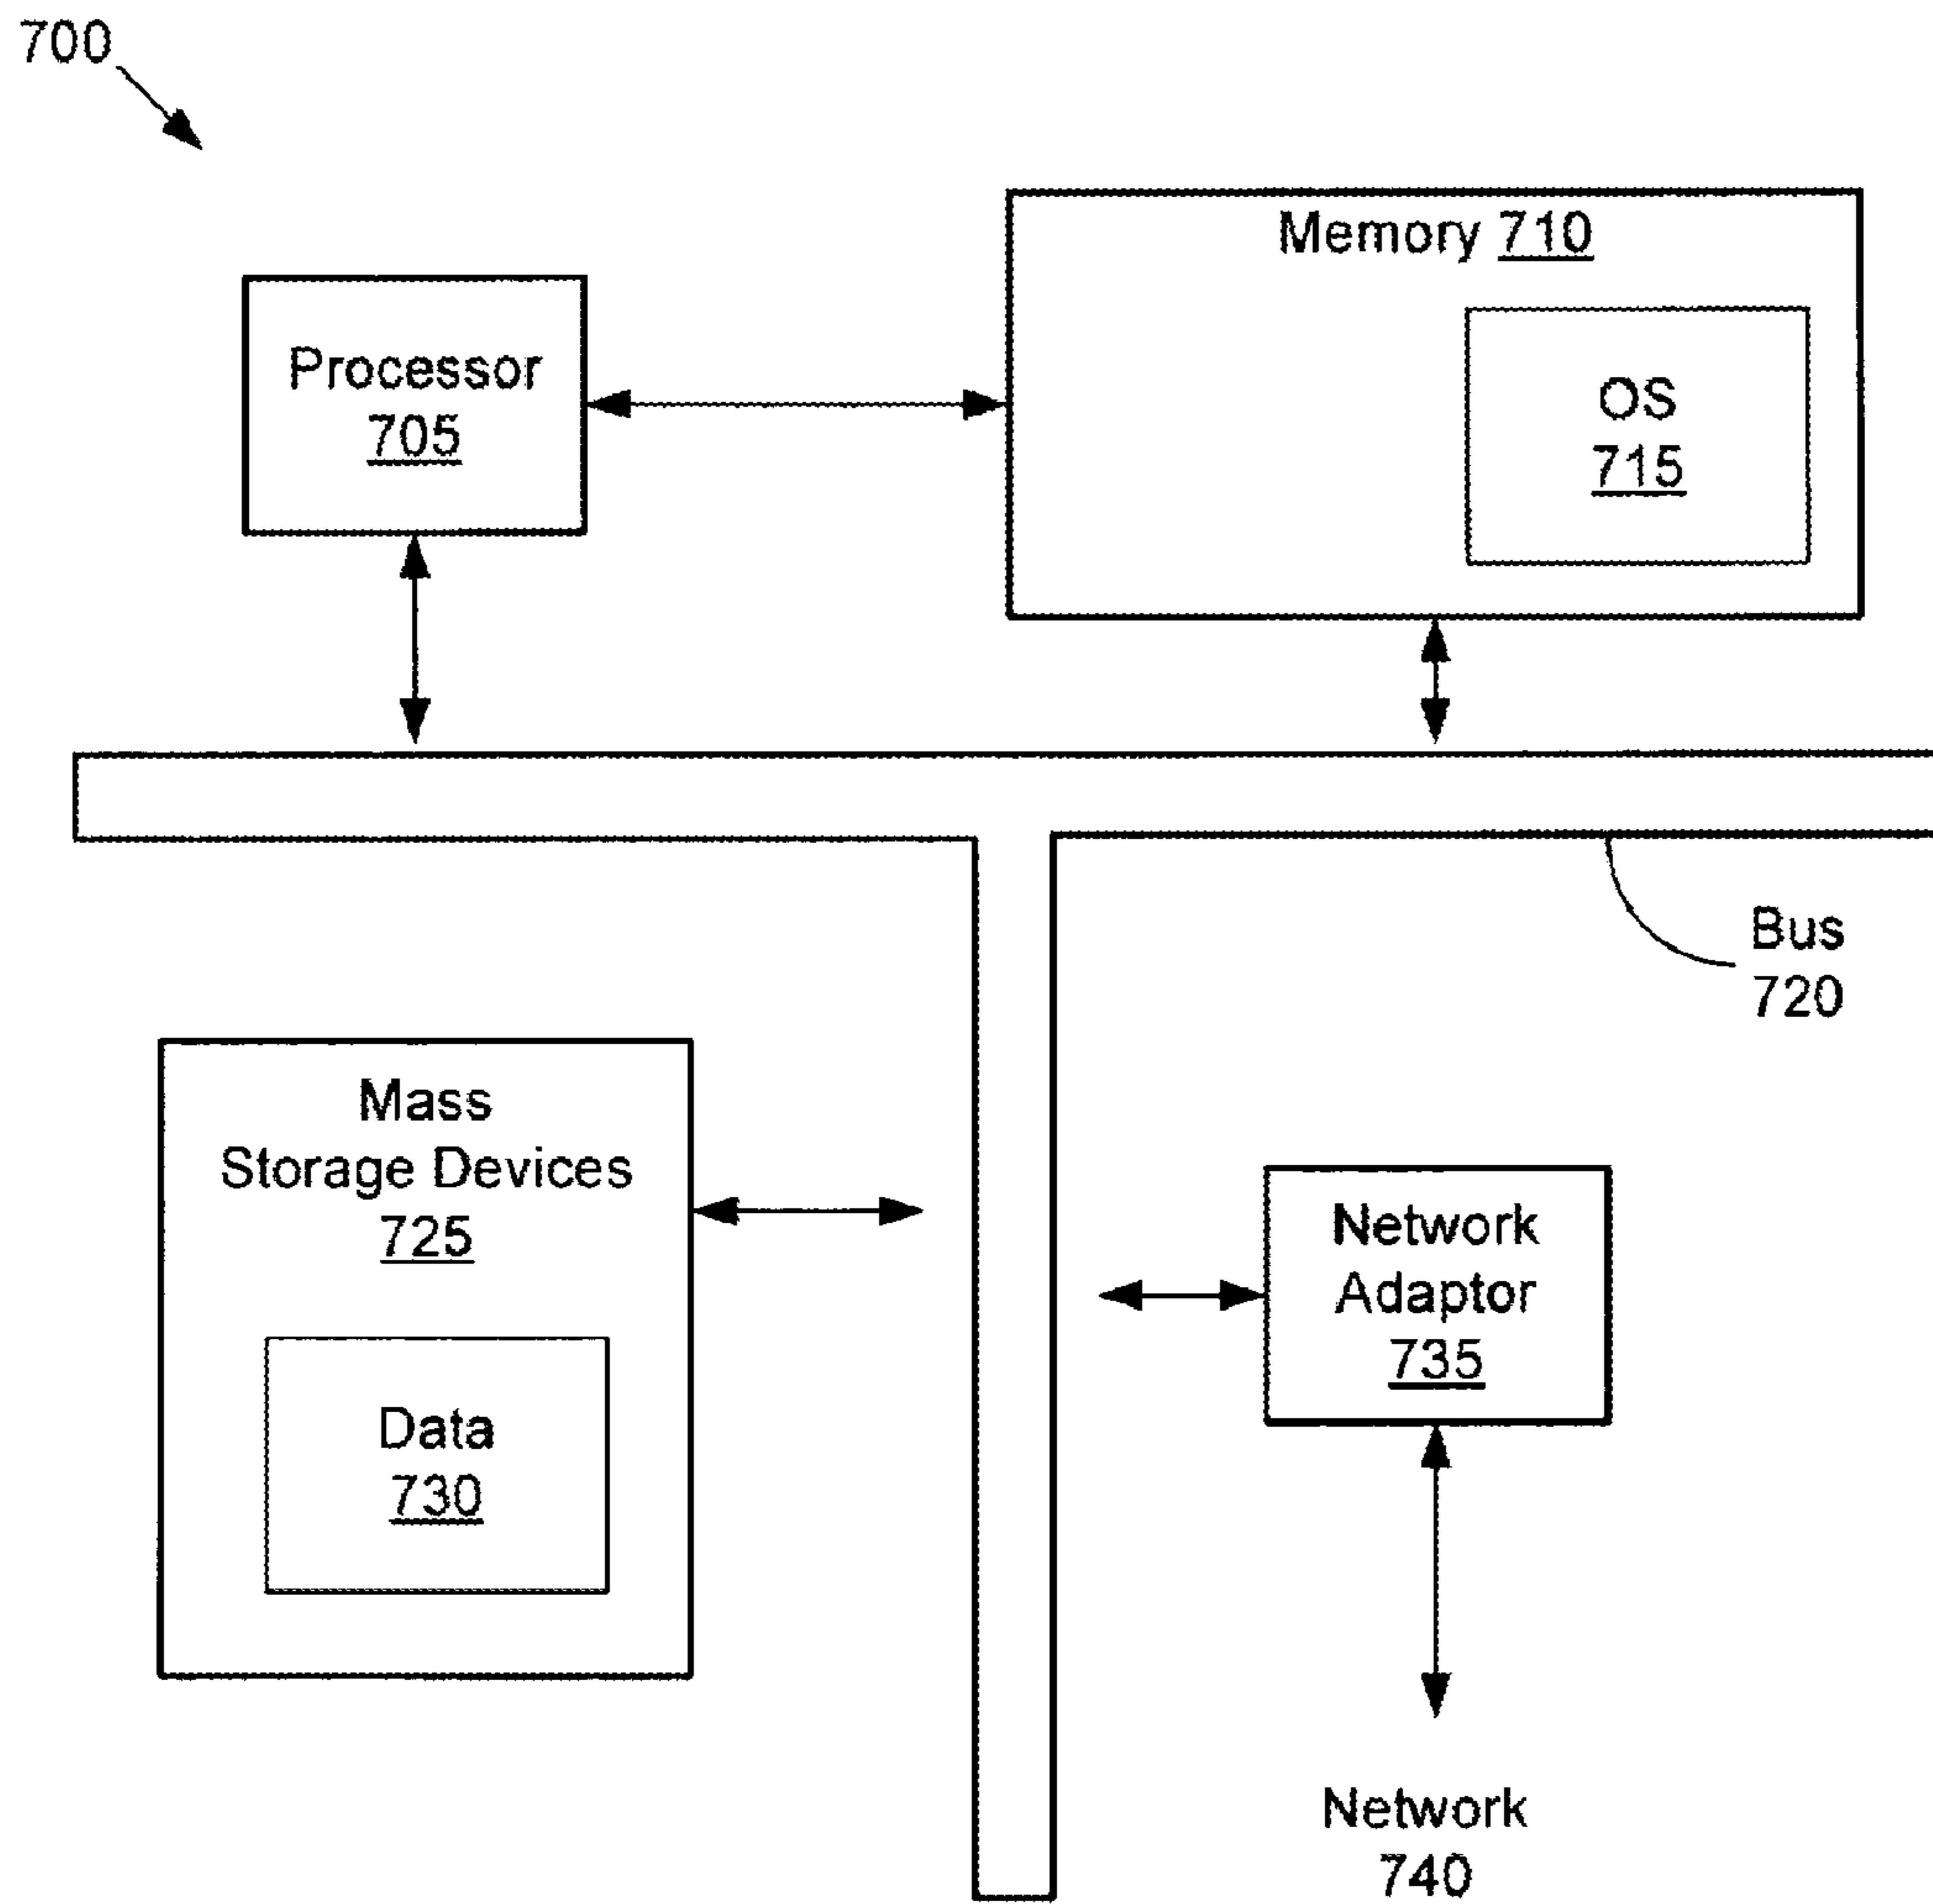 700
Memory 710
Processor
705
OS
715
Bus
720
Mass
Storage Devices
725
Data
730
Network
Adaptor
735
Network
740